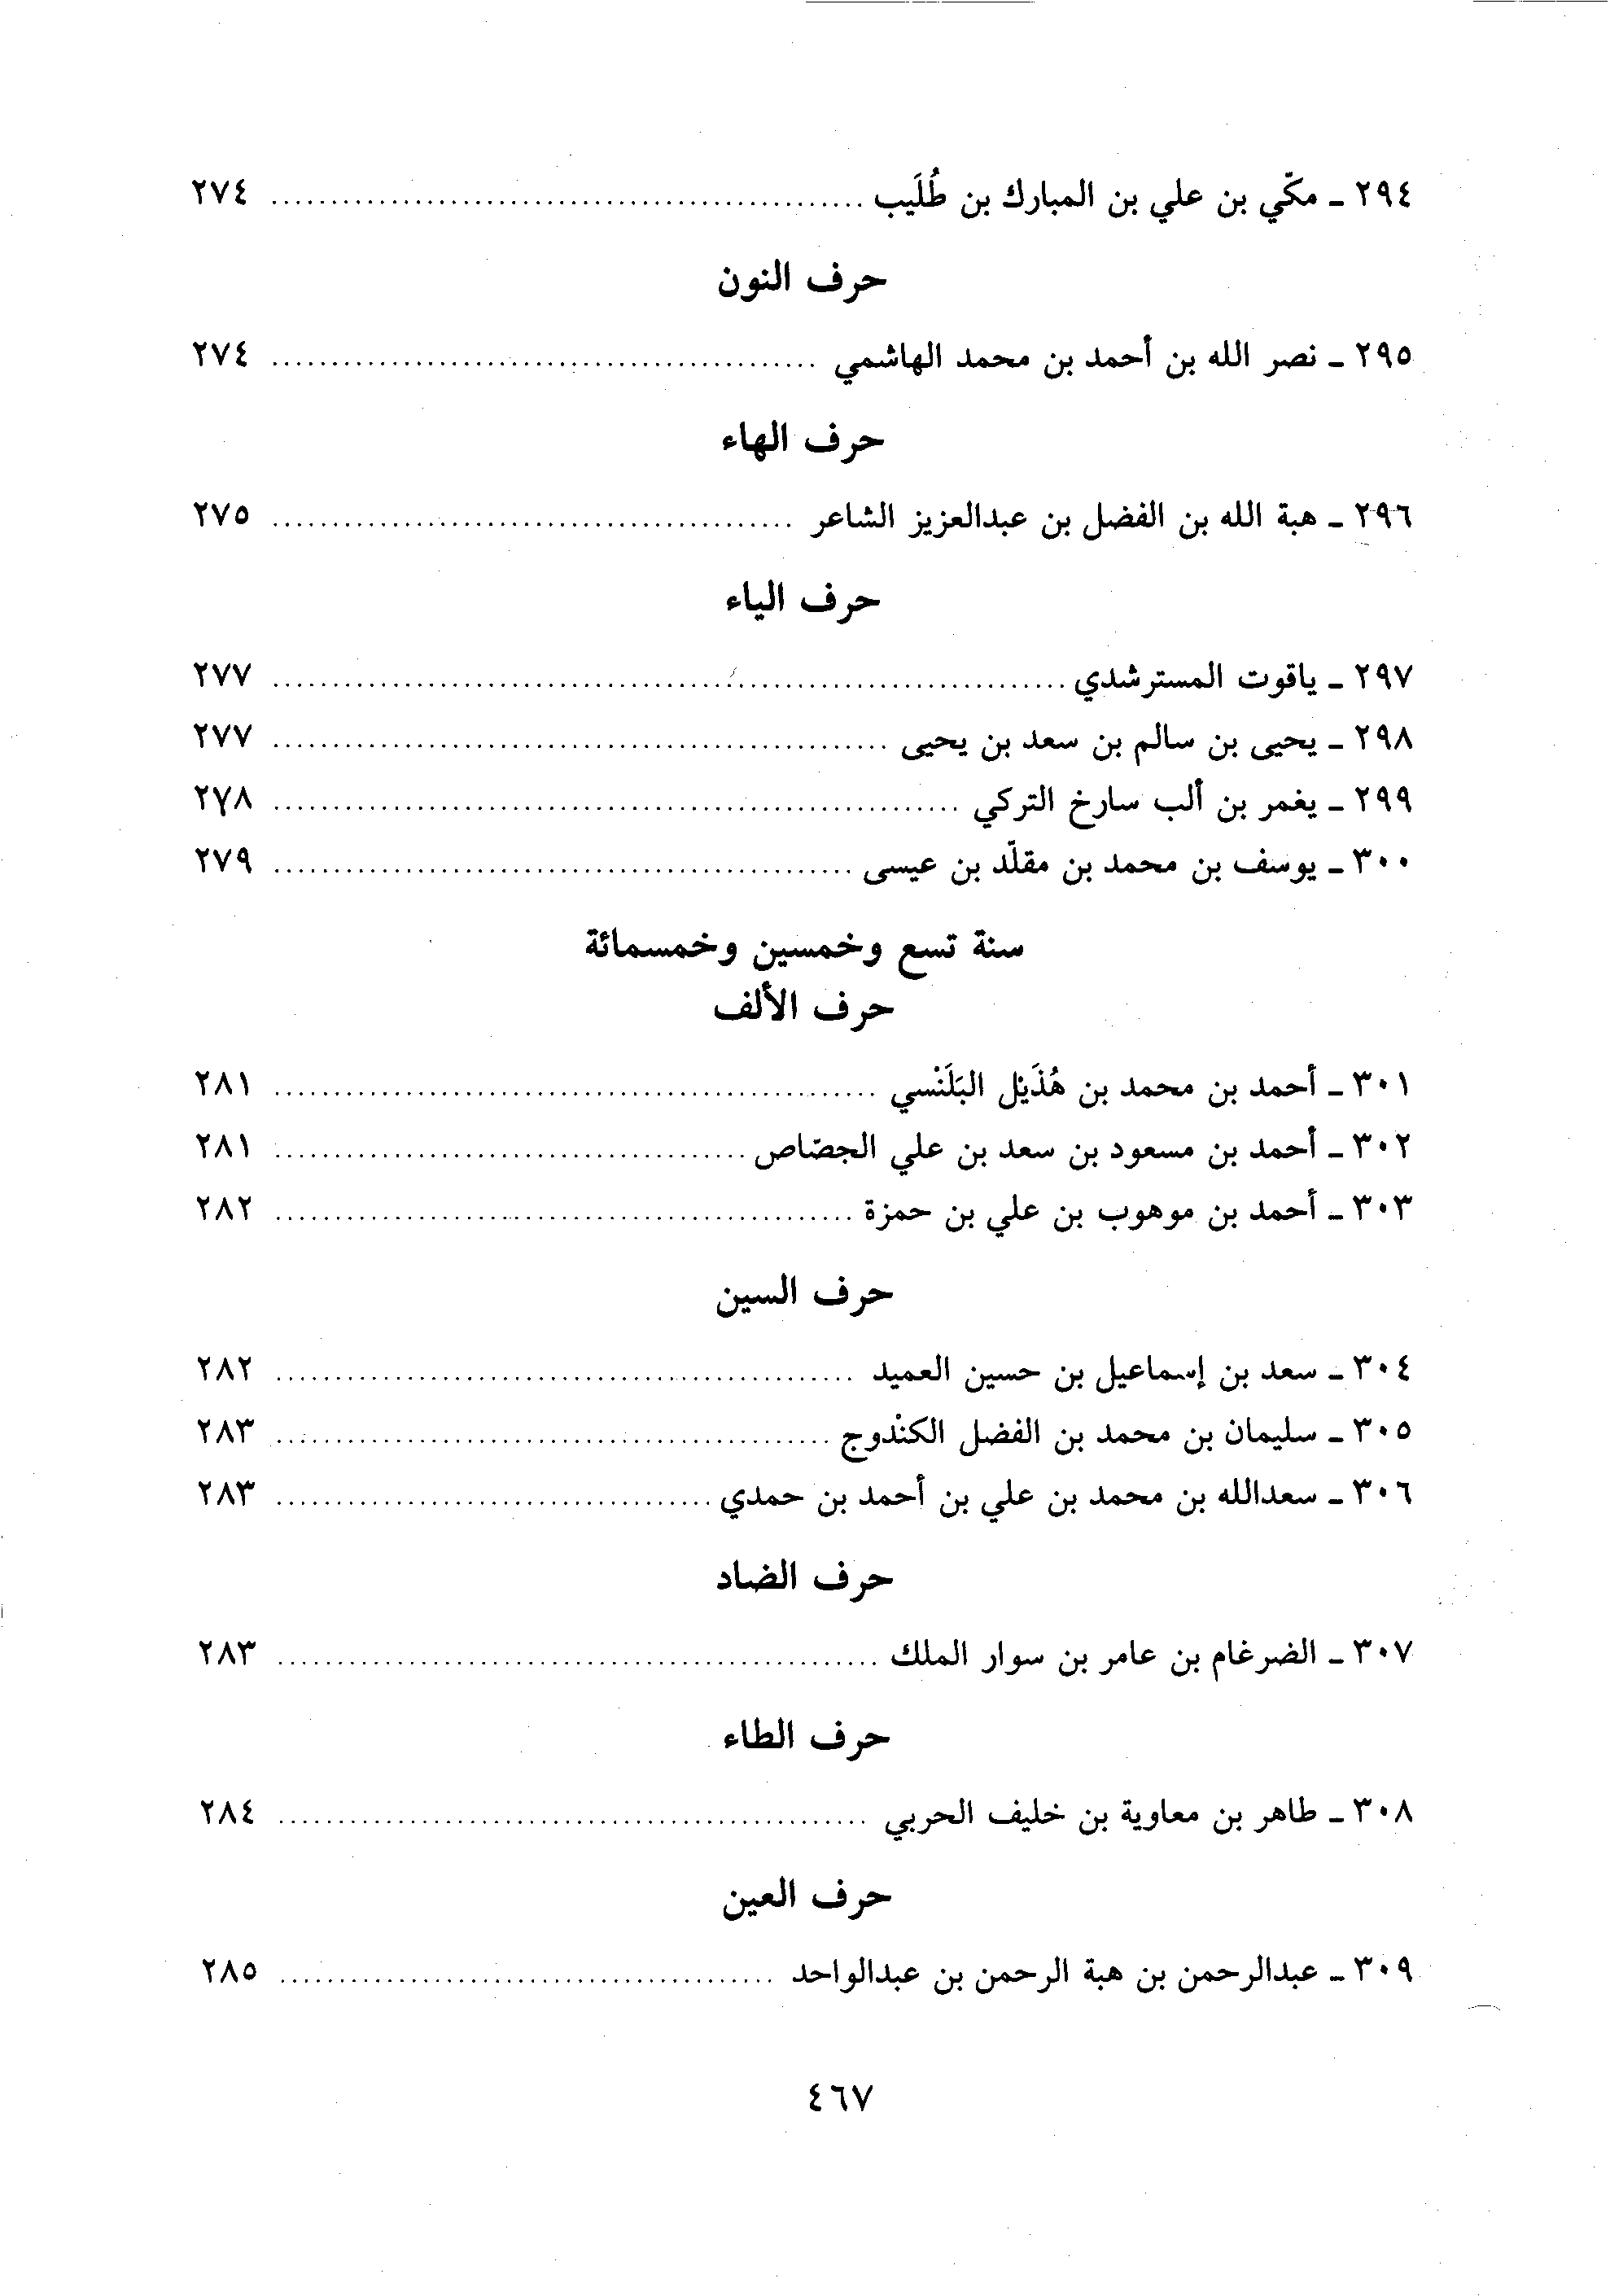 ٢٩٤ ـ مكّي بن علي بن المبارك بن طُلَيب ........ ٢٧٤
حرف النون
٢٩٥ ـ نصر الله بن أحمد بن محمد الهاشمي ........ ٢٧٤
حرف الهاء
٢٩٦ ـ هبة الله بن الفضل بن عبدالعزيز الشاعر ........ ٢٧٥
حرف الياء
٢٩٧ ـ ياقوت المسترشدي ........ ٢٧٧
٢٩٨ ـ يحيى بن سالم بن سعد بن يحيى ........ ٢٧٧
٢٩٩ ـ يغمر بن ألب سارخ التركي ........ ٢٧٨
٣٠٠ ـ يوسف بن محمد بن مقلّد بن عيسى ........ ٢٧٩
سنة تسع وخمسين وخمسمائة
حرف الألف
٣٠١ ـ أحمد بن محمد بن هُذَيْل البَلَنْسي ........ ٢٨١
٣٠٢ ـ أحمد بن مسعود بن سعد بن علي الجصّاص ........ ٢٨١
٣٠٣ ـ أحمد بن موهوب بن علي بن حمزة ........ ٢٨٢
حرف السين
٣٠٤ ـ سعد بن إسماعيل بن حسين العميد ........ ٢٨٢
٣٠٥ ـ سليمان بن محمد بن الفضل الكنْدوج ........ ٢٨٣
٣٠٦ ـ سعدالله بن محمد بن علي بن أحمد بن حمدي ........ ٢٨٣
حرف الضاد
٣٠٧ ـ الضرغام بن عامر بن سوار الملك ........ ٢٨٣
حرف الطاء
٣٠٨ ـ طاهر بن معاوية بن خليف الحربي ........ ٢٨٤
حرف العين
٣٠٩ ـ عبدالرحمن بن هبة الرحمن بن عبدالواحد ........ ٢٨٥
٤٦٧